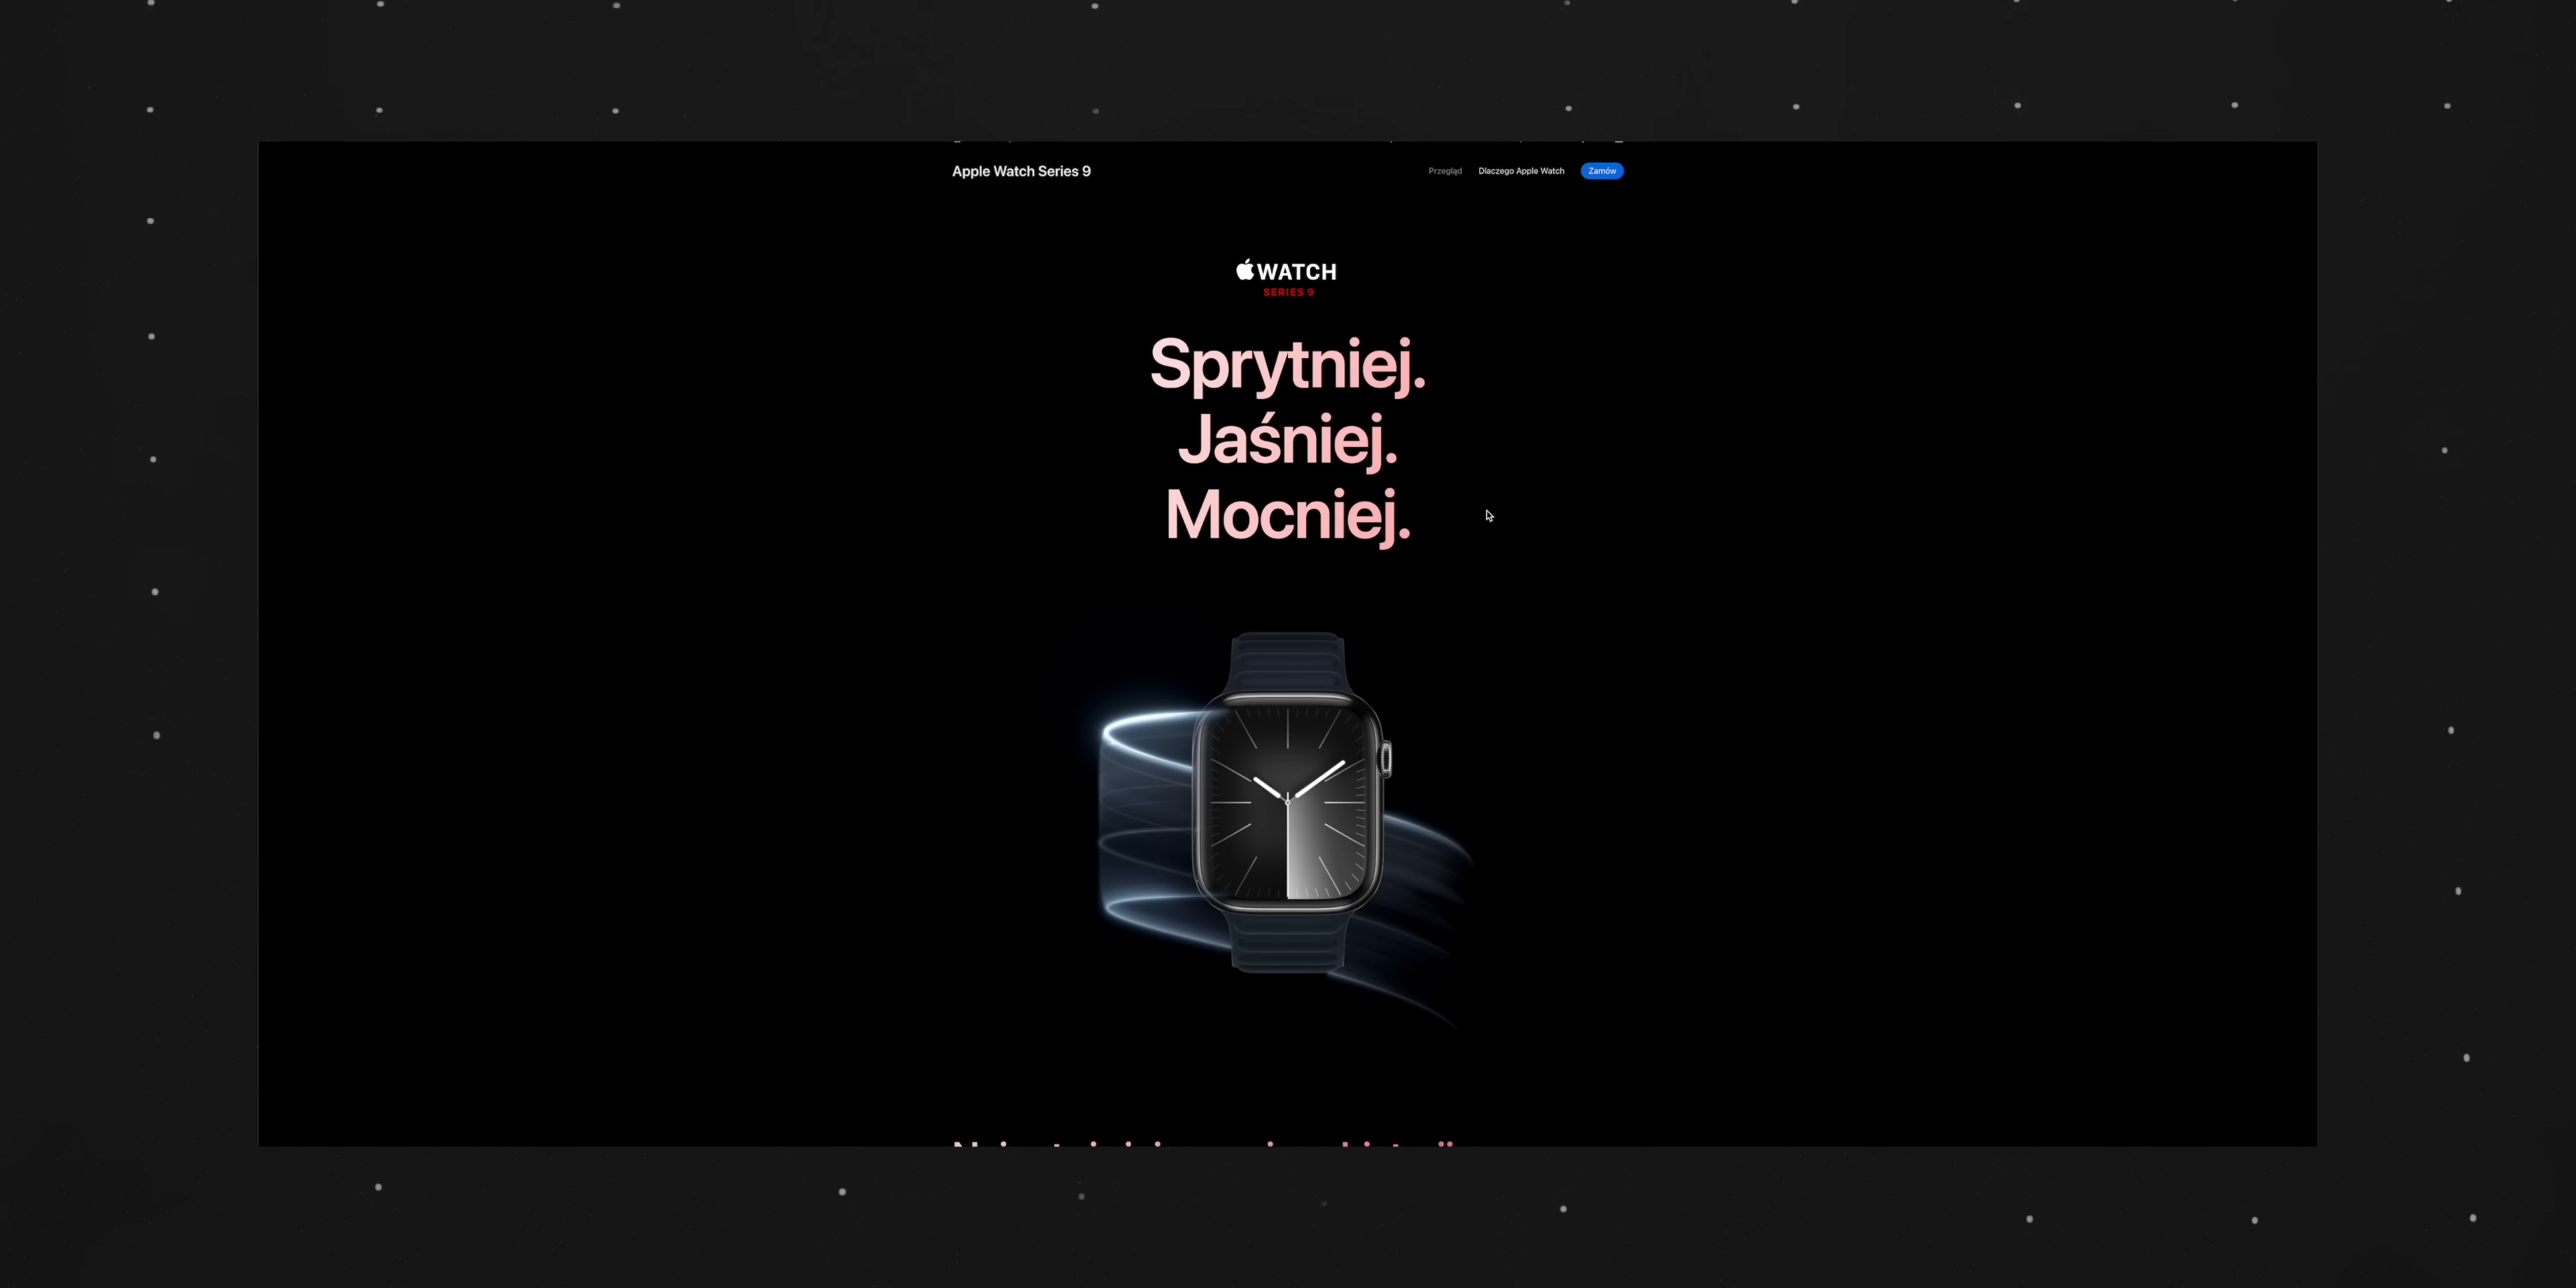 Apple Watch Series 9
Przegląd Dlaczego Apple Watch Zamów
WATCH
SERIES 9
Sprytniej.
Jaśniej.
Mocniej.